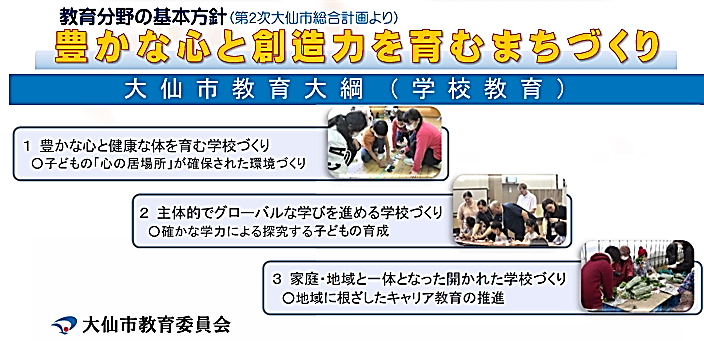 教育分野の基本方針（第2次大仙市総合計画より）
豊かな心と創造力を育むまちづくり
大仙市教育大綱（学校教育）
１ 豊かな心と健康な体を育む学校づくり
○子どもの「心の居場所」が確保された環境づくり
２ 主体的でグローバルな学びを進める学校づくり
○確かな学力による探究する子どもの育成
３ 家庭・地域と一体となった開かれた学校づくり
○地域に根ざしたキャリア教育の推進
大仙市教育委員会